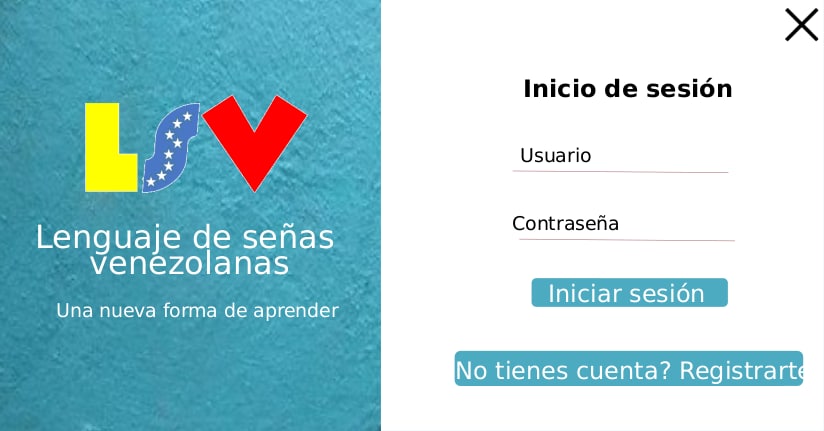 LSV
Lenguaje de señas
venezolanas
Una nueva forma de aprender
Inicio de sesión
Usuario
Contraseña
Iniciar sesión
No tienes cuenta? Registrarte